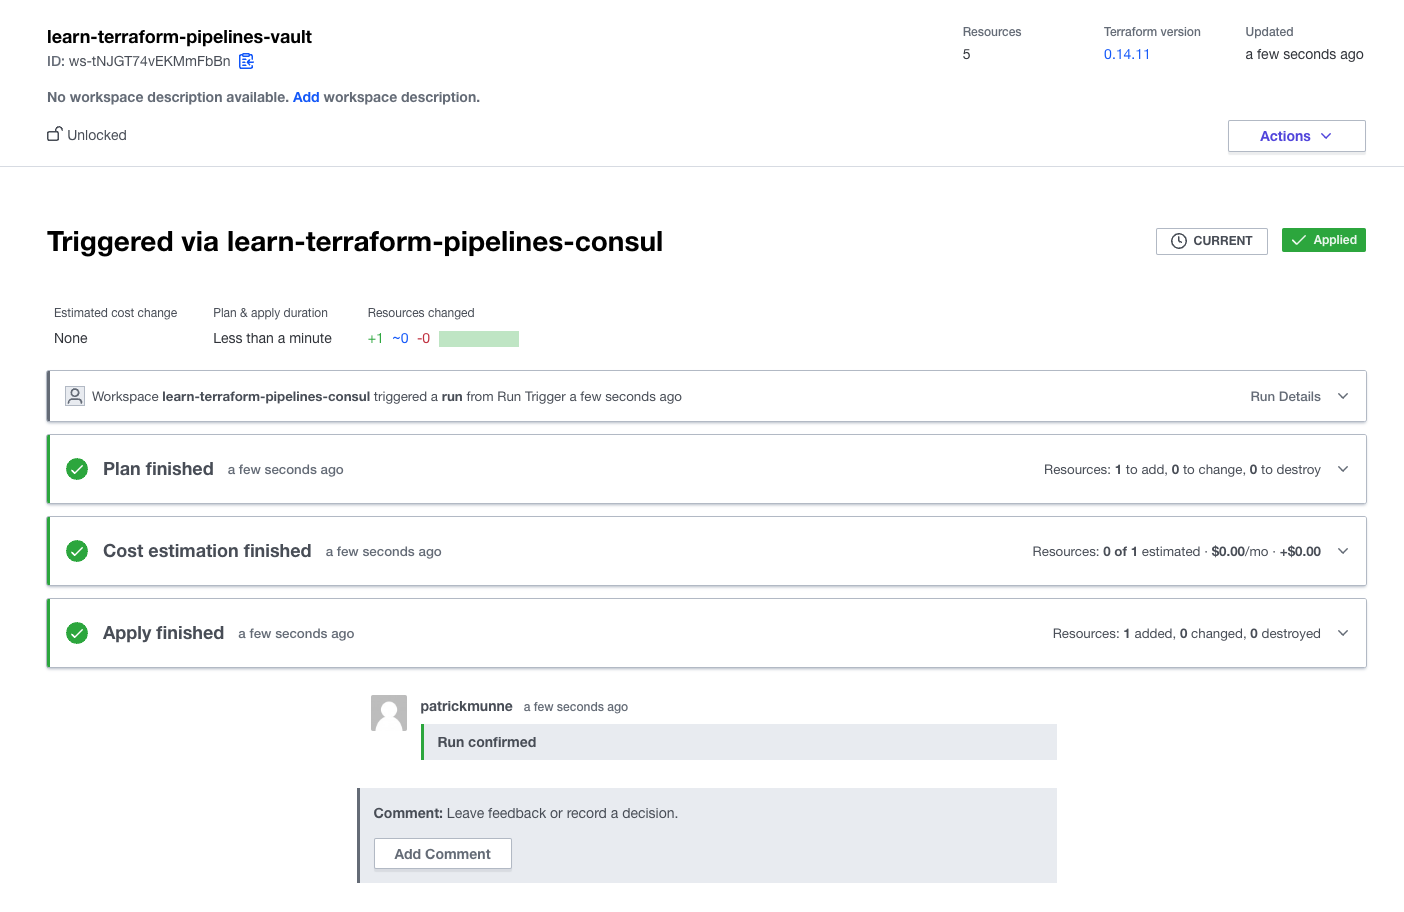 learn-terraform-pipelines-vault
ID: ws-tNJGT74vEKMmFbBn
Resources
5
Terraform version
0.14.11
Updated
a few seconds ago
No workspace description available. Add workspace description.
Unlocked
Actions
Triggered via learn-terraform-pipelines-consul
CURRENT
Applied
Estimated cost change
None
Plan & apply duration
Less than a minute
Resources changed
+1 ~0 -0
Workspace learn-terraform-pipelines-consul triggered a run from Run Trigger a few seconds ago
Run Details
Plan finished a few seconds ago
Resources: 1 to add, 0 to change, 0 to destroy
Cost estimation finished a few seconds ago
Resources: 0 of 1 estimated · $0.00/mo · +$0.00
Apply finished a few seconds ago
Resources: 1 added, 0 changed, 0 destroyed
patrickmunne a few seconds ago
Run confirmed
Comment: Leave feedback or record a decision.
Add Comment